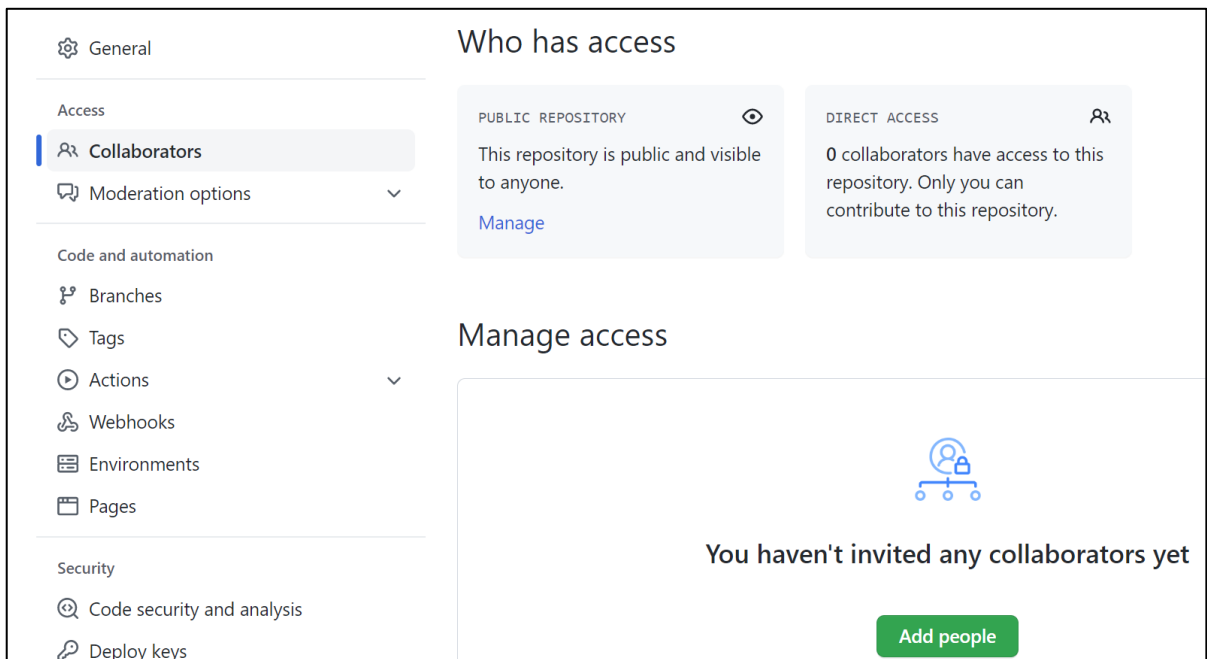 General
Access
Collaborators
Moderation options
Code and automation
Branches
Tags
Actions
Webhooks
Environments
Pages
Security
Code security and analysis
Deploy keys
Who has access
PUBLIC REPOSITORY
This repository is public and visible
to anyone.
Manage
DIRECT ACCESS
0 collaborators have access to this
repository. Only you can
contribute to this repository.
Manage access
You haven't invited any collaborators yet
Add people